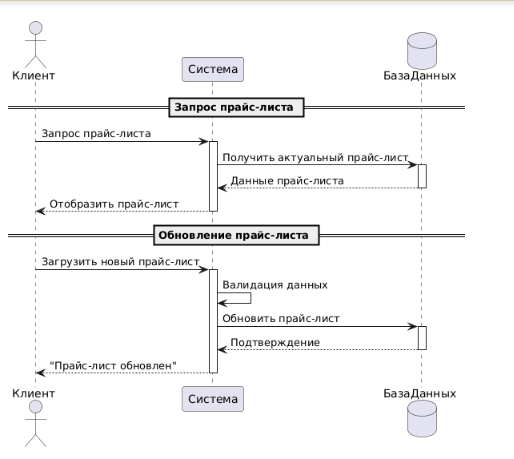 Клиент
Система
БазаДанных
Запрос прайс-листа
Запрос прайс-листа
Получить актуальный прайс-лист
Данные прайс-листа
Отобразить прайс-лист
Обновление прайс-листа
Загрузить новый прайс-лист
Валидация данных
Обновить прайс-лист
Подтверждение
"Прайс-лист обновлен"
Клиент
Система
БазаДанных